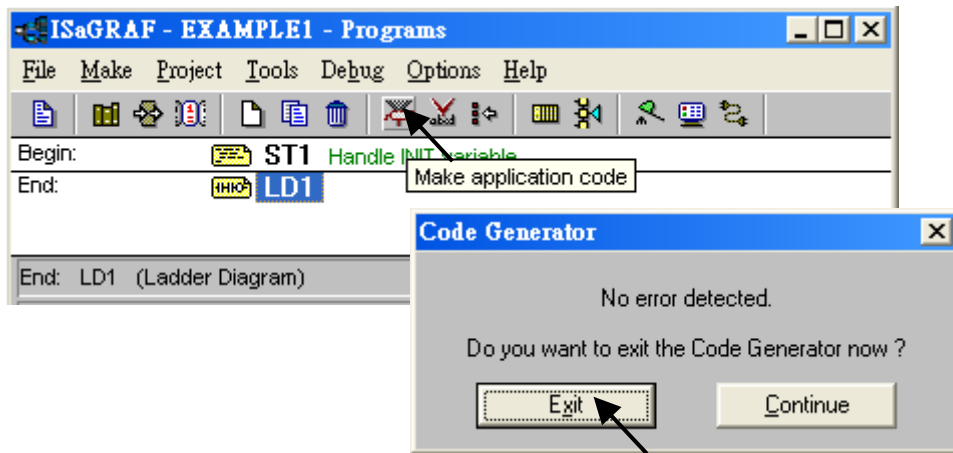 ISaGRAF - EXAMPLE1 - Programs
File Make Project Tools Debug Options Help
Begin: ST1 Handle INIT variable
Make application code
End: LD1
End: LD1 (Ladder Diagram)
Code Generator
No error detected.
Do you want to exit the Code Generator now ?
Exit Continue